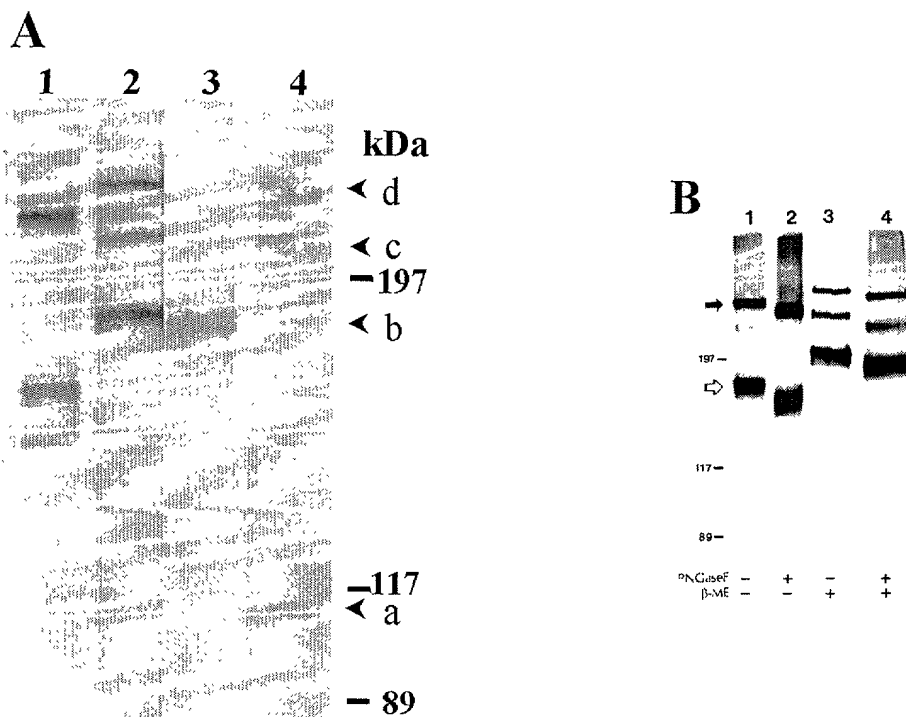 A
1 2 3 4
kDa
d
c
197
b
117
a
89
B
1 2 3 4
197
117
89
PNGaseF - + - +
β-ME - - + +